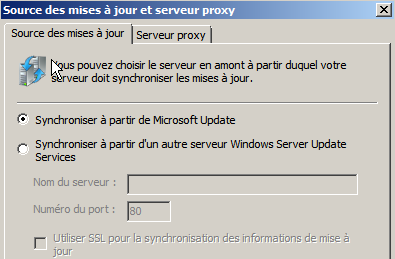 Source des mises à jour et serveur proxy
Source des mises à jour
Serveur proxy
Vous pouvez choisir le serveur en amont à partir duquel votre
serveur doit synchroniser les mises à jour.
Synchroniser à partir de Microsoft Update
Synchroniser à partir d'un autre serveur Windows Server Update
Services
Nom du serveur :
Numéro du port :
80
Utiliser SSL pour la synchronisation des informations de mise à
jour